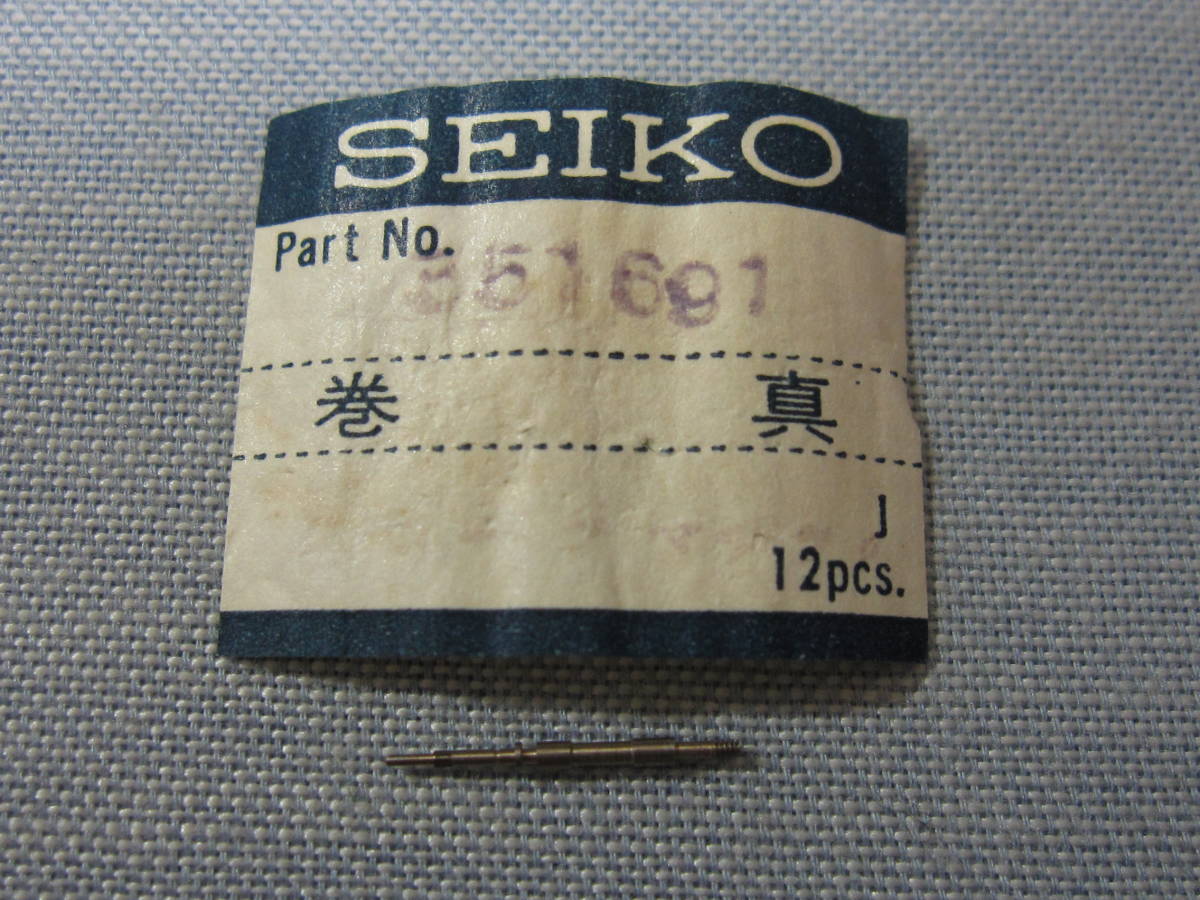 SEIKO
Part No. 351691
巻 真
J
12pcs.